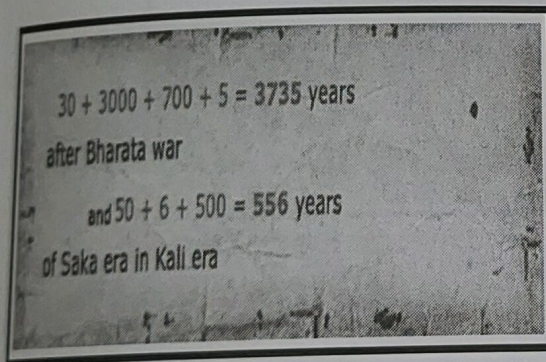 30 + 3000 + 700 + 5 = 3735 years
after Bharata war
and 50 + 6 + 500 = 556 years
of Saka era in Kali era